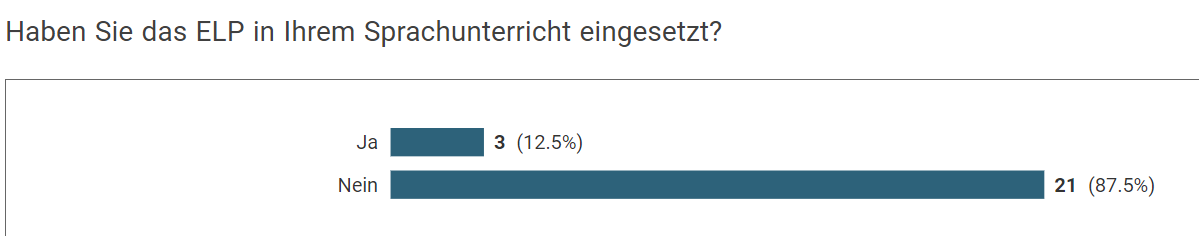 Haben Sie das ELP in Ihrem Sprachunterricht eingesetzt?
Ja 3 (12.5%)
Nein 21 (87.5%)